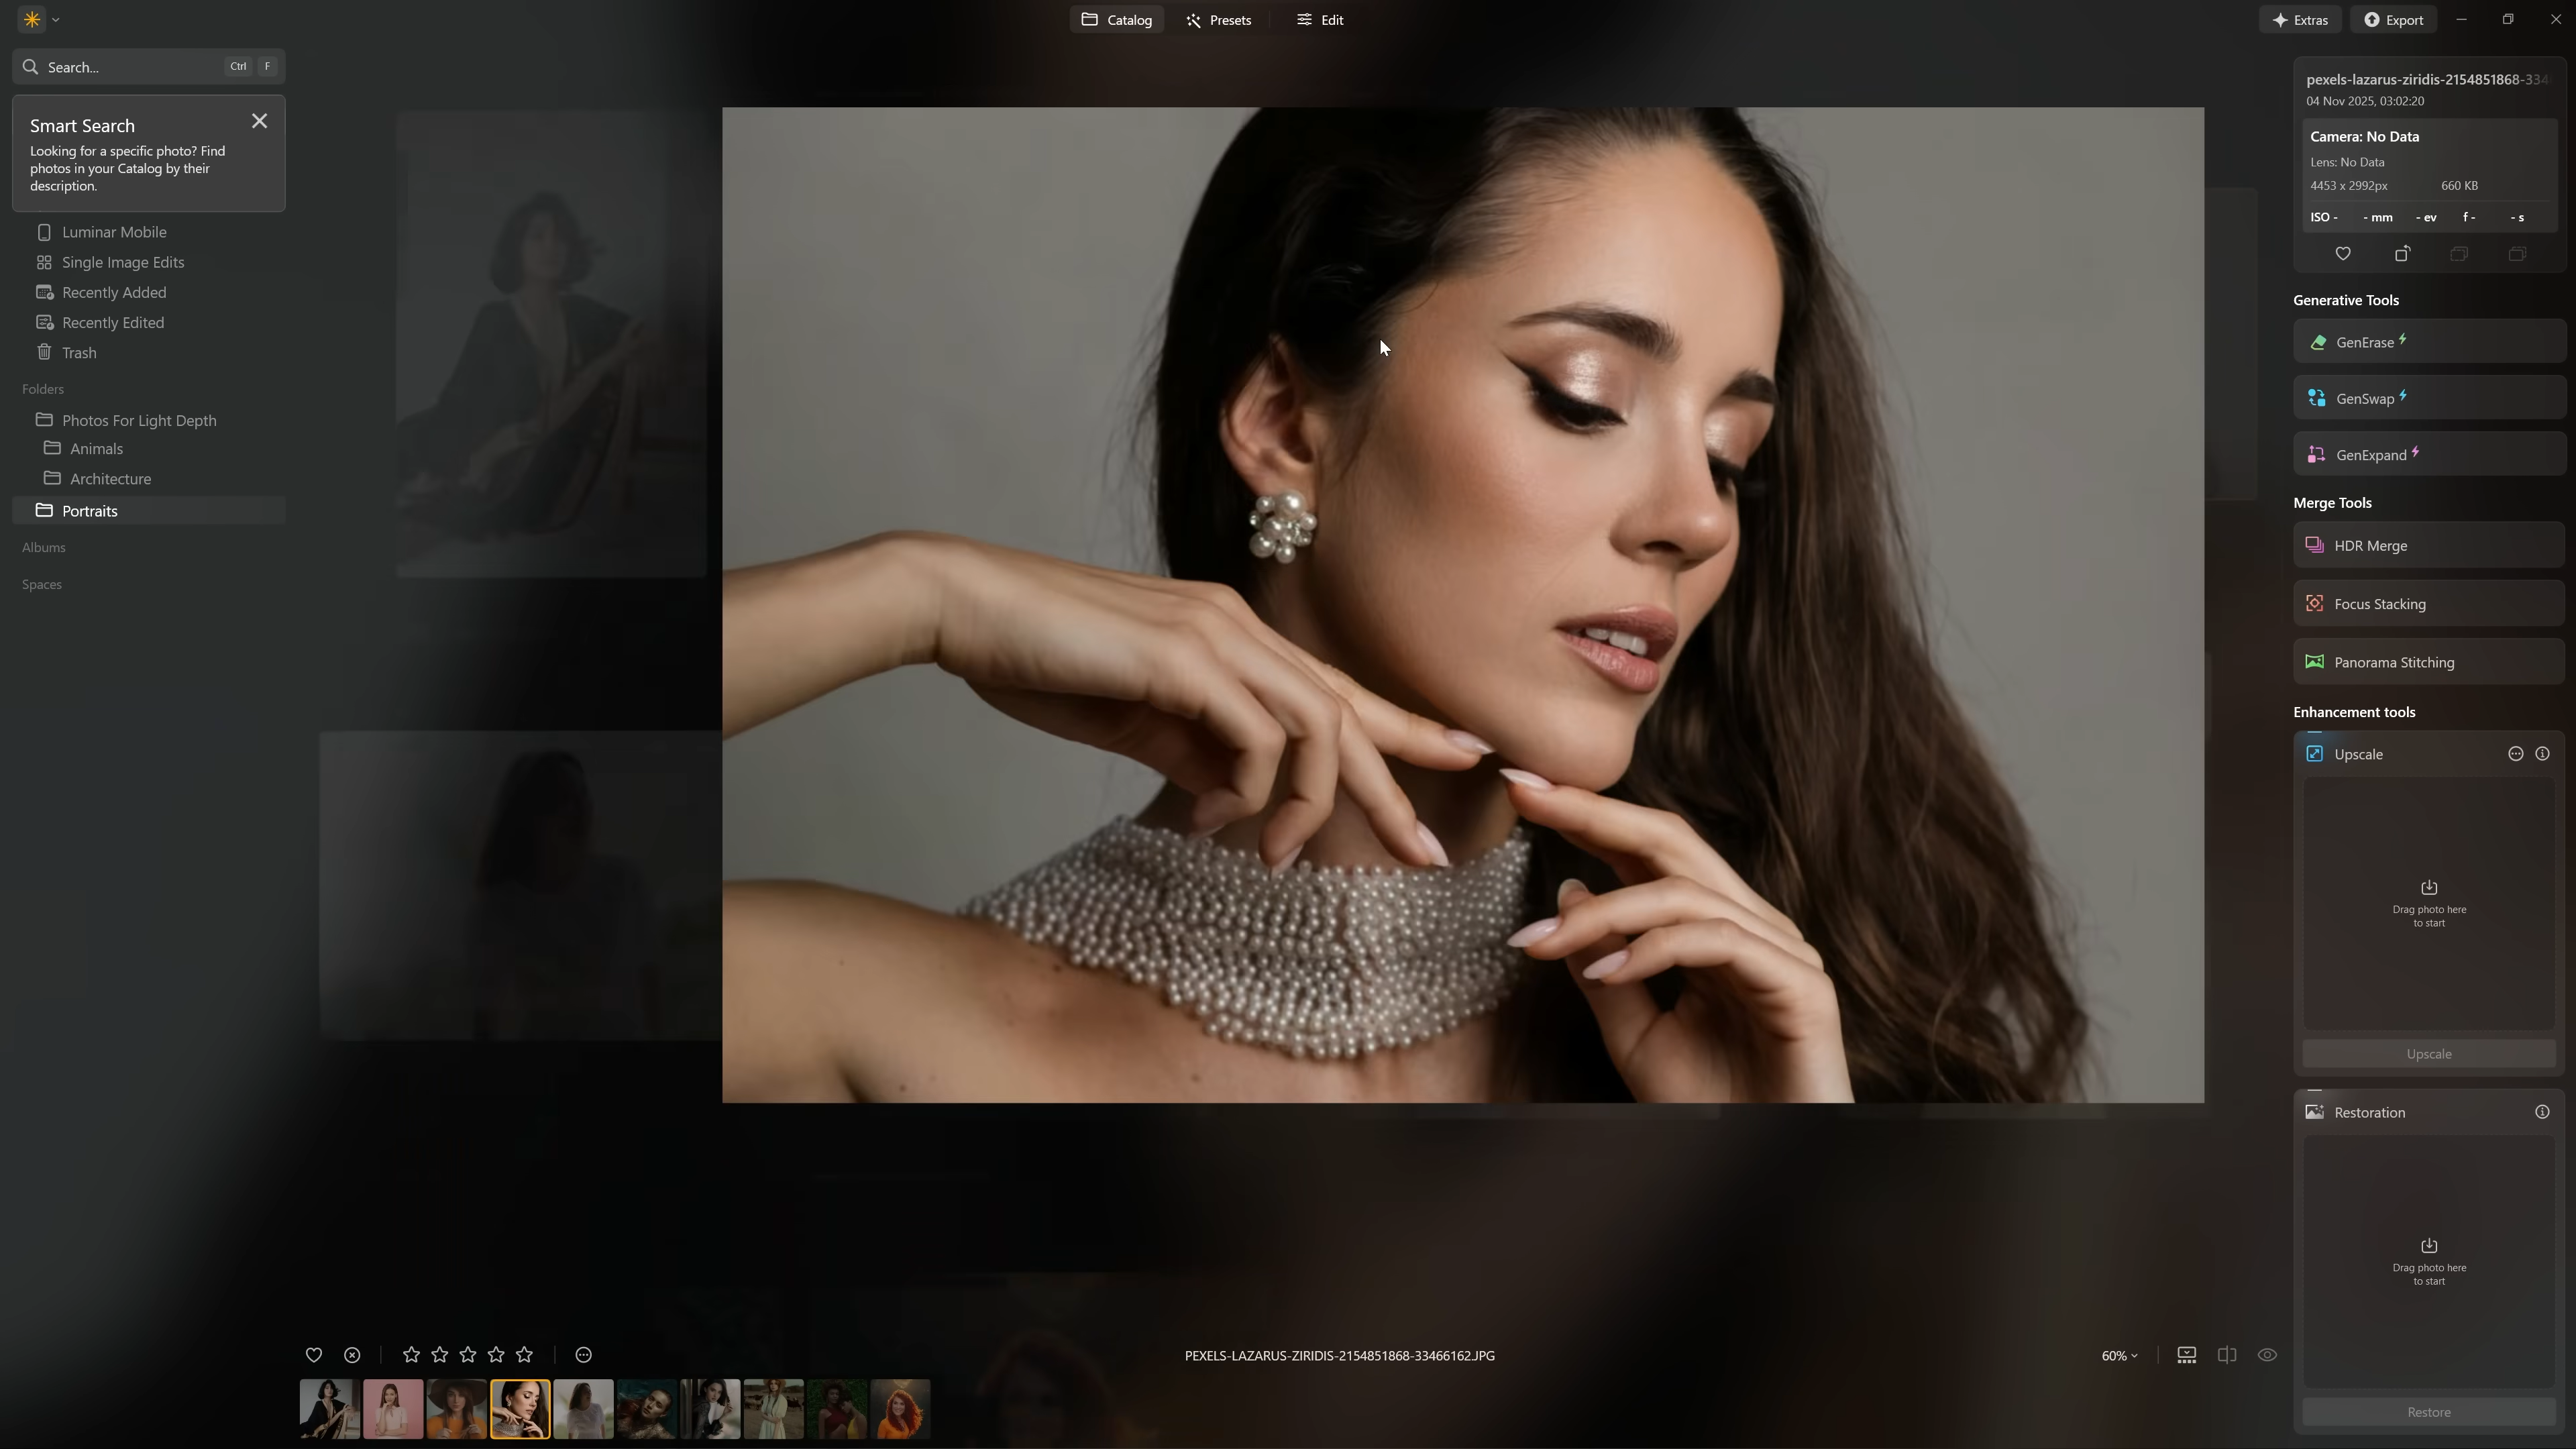 Catalog
Presets
Edit
Extras
Export
Search...
Ctrl
F
Smart Search
Looking for a specific photo? Find
photos in your Catalog by their
description.
Luminar Mobile
Single Image Edits
Recently Added
Recently Edited
Trash
Folders
Photos For Light Depth
Animals
Architecture
Portraits
Albums
Spaces
pexels-lazarus-ziridis-2154851868-334
04 Nov 2025, 03:02:20
Camera: No Data
Lens: No Data
4453 x 2992px
660 KB
ISO -
- mm
- ev
f -
- s
Generative Tools
GenErase
GenSwap
GenExpand
Merge Tools
HDR Merge
Focus Stacking
Panorama Stitching
Enhancement tools
Upscale
Drag photo here
to start
Upscale
Restoration
Drag photo here
to start
Restore
PEXELS-LAZARUS-ZIRIDIS-2154851868-33466162.JPG
60%